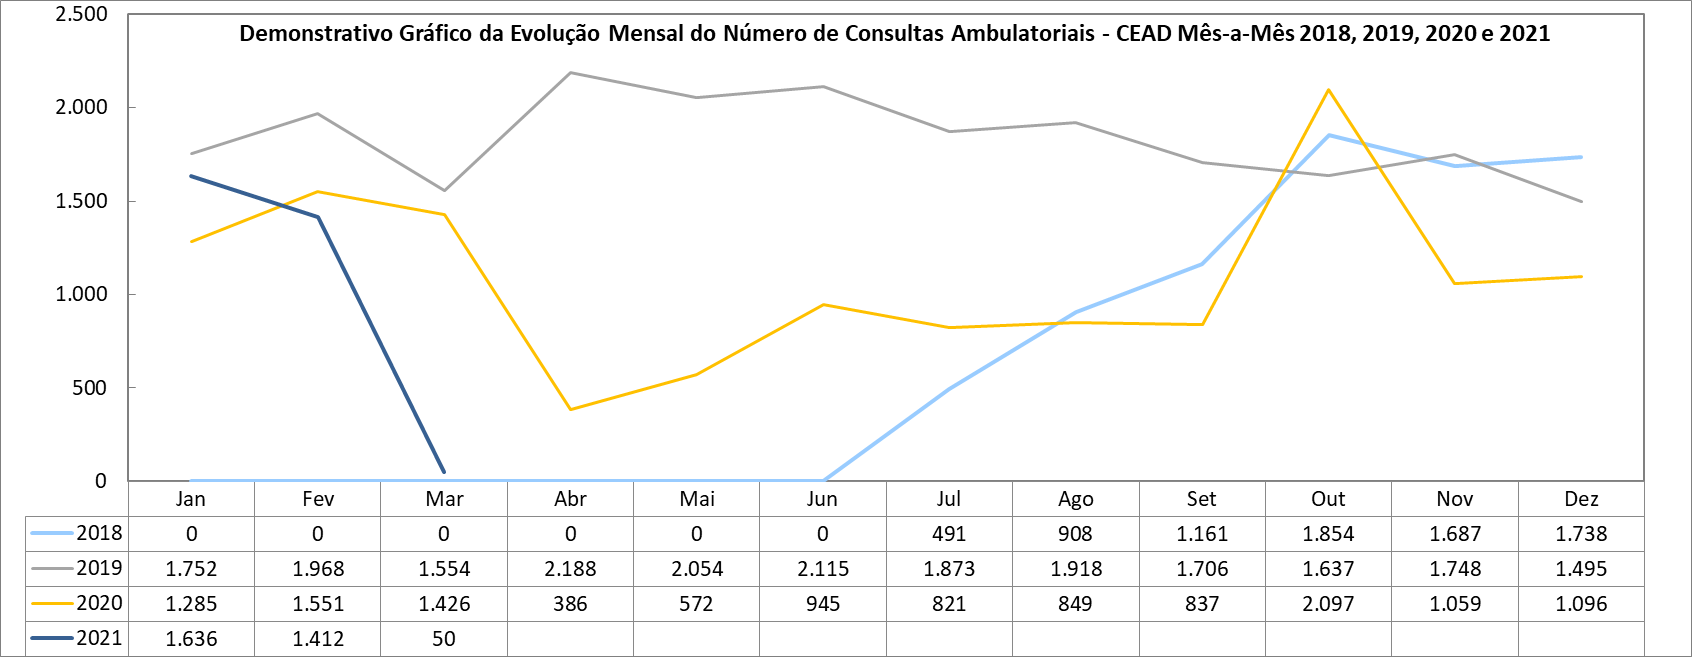 Demonstrativo Gráfico da Evolução Mensal do Número de Consultas Ambulatoriais - CEAD Mês-a-Mês 2018, 2019, 2020 e 2021
2.500
2.000
1.500
1.000
500
0
Jan Fev Mar Abr Mai Jun Jul Ago Set Out Nov Dez
2018 0 0 0 0 0 0 491 908 1.161 1.854 1.687 1.738
2019 1.752 1.968 1.554 2.188 2.054 2.115 1.873 1.918 1.706 1.637 1.748 1.495
2020 1.285 1.551 1.426 386 572 945 821 849 837 2.097 1.059 1.096
2021 1.636 1.412 50